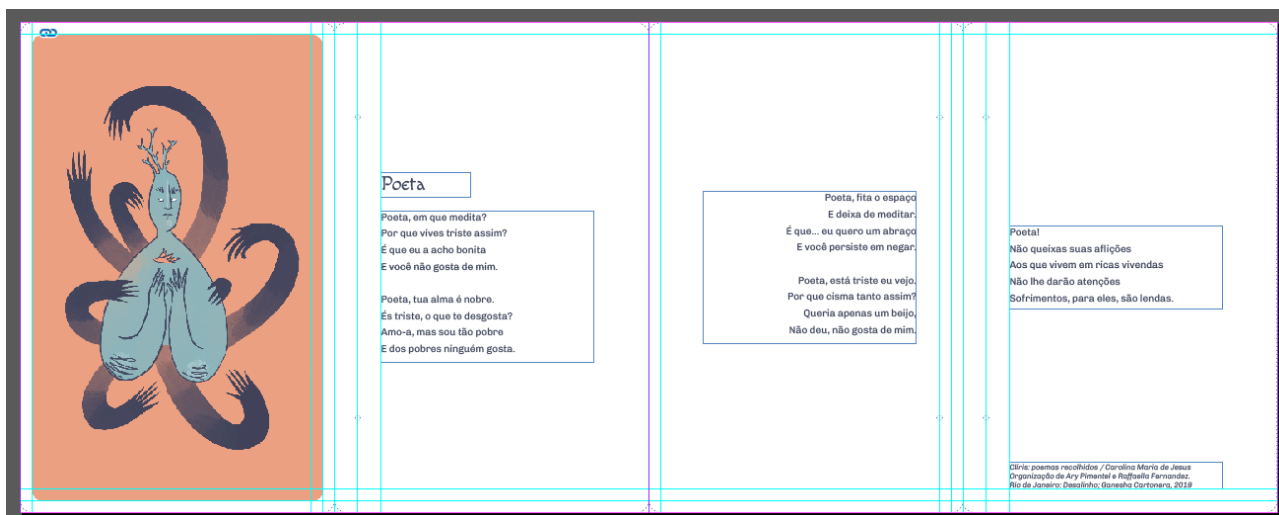 Poeta
Poeta, em que medita?
Por que vives triste assim?
É que eu a acho bonita
E você não gosta de mim.
Poeta, tua alma é nobre.
És triste, o que te desgosta?
Amo-a, mas sou tão pobre
E dos pobres ninguém gosta.
Poeta, fita o espaço
E deixa de meditar.
É que... eu quero um abraço
E você persiste em negar.
Poeta, está triste eu vejo.
Por que cisma tanto assim?
Queria apenas um beijo,
Não deu, não gosta de mim.
Poeta!
Não queixas suas aflições
Aos que vivem em ricas vivendas
Não lhe darão atenções
Sofrimentos, para eles, são lendas.
Clíris: poemas recolhidos / Carolina Maria de Jesus
Organização de Ary Pimentel e Raffaella Fernandez.
Rio de Janeiro: Desalinho; Ganesha Cartonera, 2019